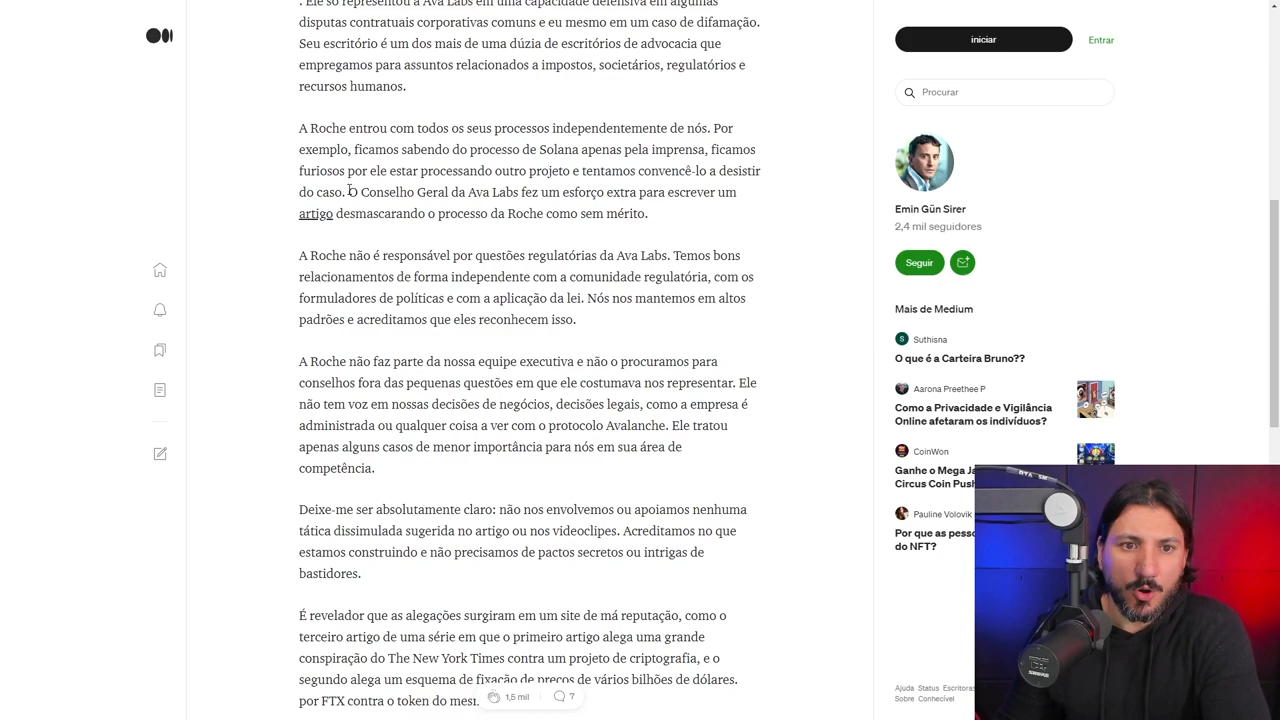 . Ele só representou a Ava Labs em uma capacidade defensiva em algumas
disputas contratuais corporativas comuns e eu mesmo em um caso de difamação.
Seu escritório é um dos mais de uma dúzia de escritórios de advocacia que
empregamos para assuntos relacionados a impostos, societários, regulatórios e
recursos humanos.
A Roche entrou com todos os seus processos independentemente de nós. Por
exemplo, ficamos sabendo do processo de Solana apenas pela imprensa, ficamos
furiosos por ele estar processando outro projeto e tentamos convencê-lo a desistir
do caso. O Conselho Geral da Ava Labs fez um esforço extra para escrever um
artigo desmascarando o processo da Roche como sem mérito.
A Roche não é responsável por questões regulatórias da Ava Labs. Temos bons
relacionamentos de forma independente com a comunidade regulatória, com os
formuladores de políticas e com a aplicação da lei. Nós nos mantemos em altos
padrões e acreditamos que eles reconhecem isso.
A Roche não faz parte da nossa equipe executiva e não o procuramos para
conselhos fora das pequenas questões em que ele costumava nos representar. Ele
não tem voz em nossas decisões de negócios, decisões legais, como a empresa é
administrada ou qualquer coisa a ver com o protocolo Avalanche. Ele tratou
apenas alguns casos de menor importância para nós em sua área de
competência.
Deixe-me ser absolutamente claro: não nos envolvemos ou apoiamos nenhuma
tática dissimulada sugerida no artigo ou nos videoclipes. Acreditamos no que
estamos construindo e não precisamos de pactos secretos ou intrigas de
bastidores.
É revelador que as alegações surgiram em um site de má reputação, como o
terceiro artigo de uma série em que o primeiro artigo alega uma grande
conspiração do The New York Times contra um projeto de criptografia, e o
segundo alega um esquema de fixação de preços de vários bilhões de dólares.
por FTX contra o token do
1,5 mil
7
iniciar
Entrar
Procurar
Emin Gün Sirer
2,4 mil seguidores
Seguir
Mais de Medium
S
Suthisna
O que é a Carteira Bruno??
Aarona Preethee P
Como a Privacidade e Vigilância
Online afetaram os indivíduos?
CoinWon
Ganhe o Mega
Circus Coin
Pauline Volovik
Por que as
do NFT?
Ajuda Status
Sobre Conhecível